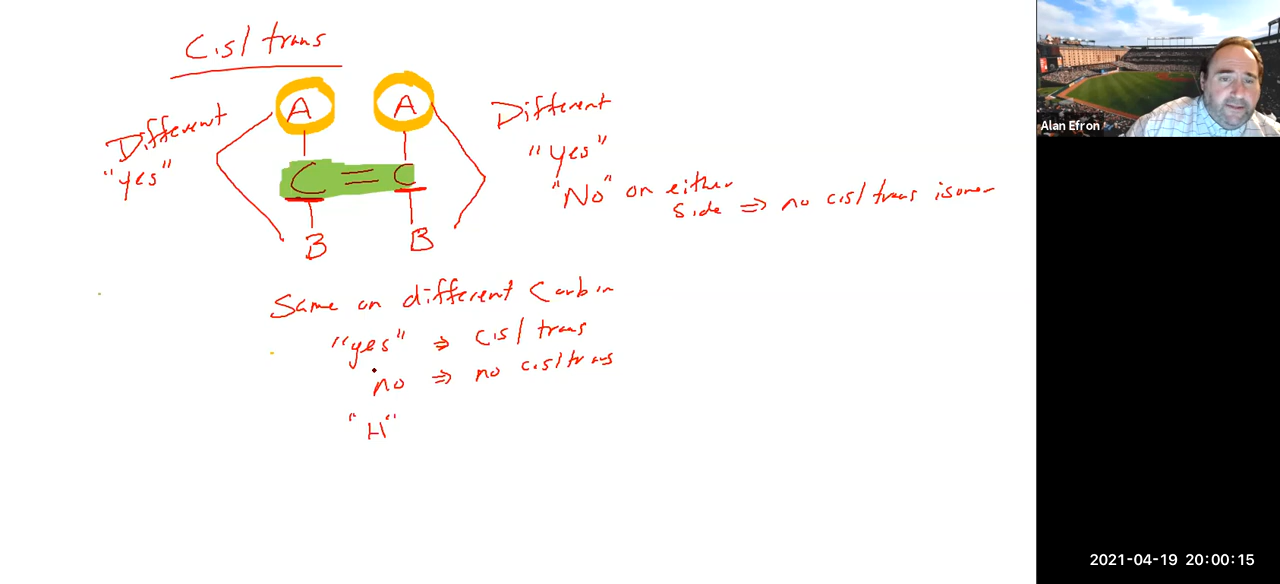 Cis/trans
A A
Different
"yes"
Different
"yes"
C = C
"No" on either
side ⇒ no cis/trans isomer
B B
Same on different Carbin
"yes" ⇒ cis/trans
no ⇒ no cis/trans
"H"
Alan Efron
2021-04-19 20:00:15